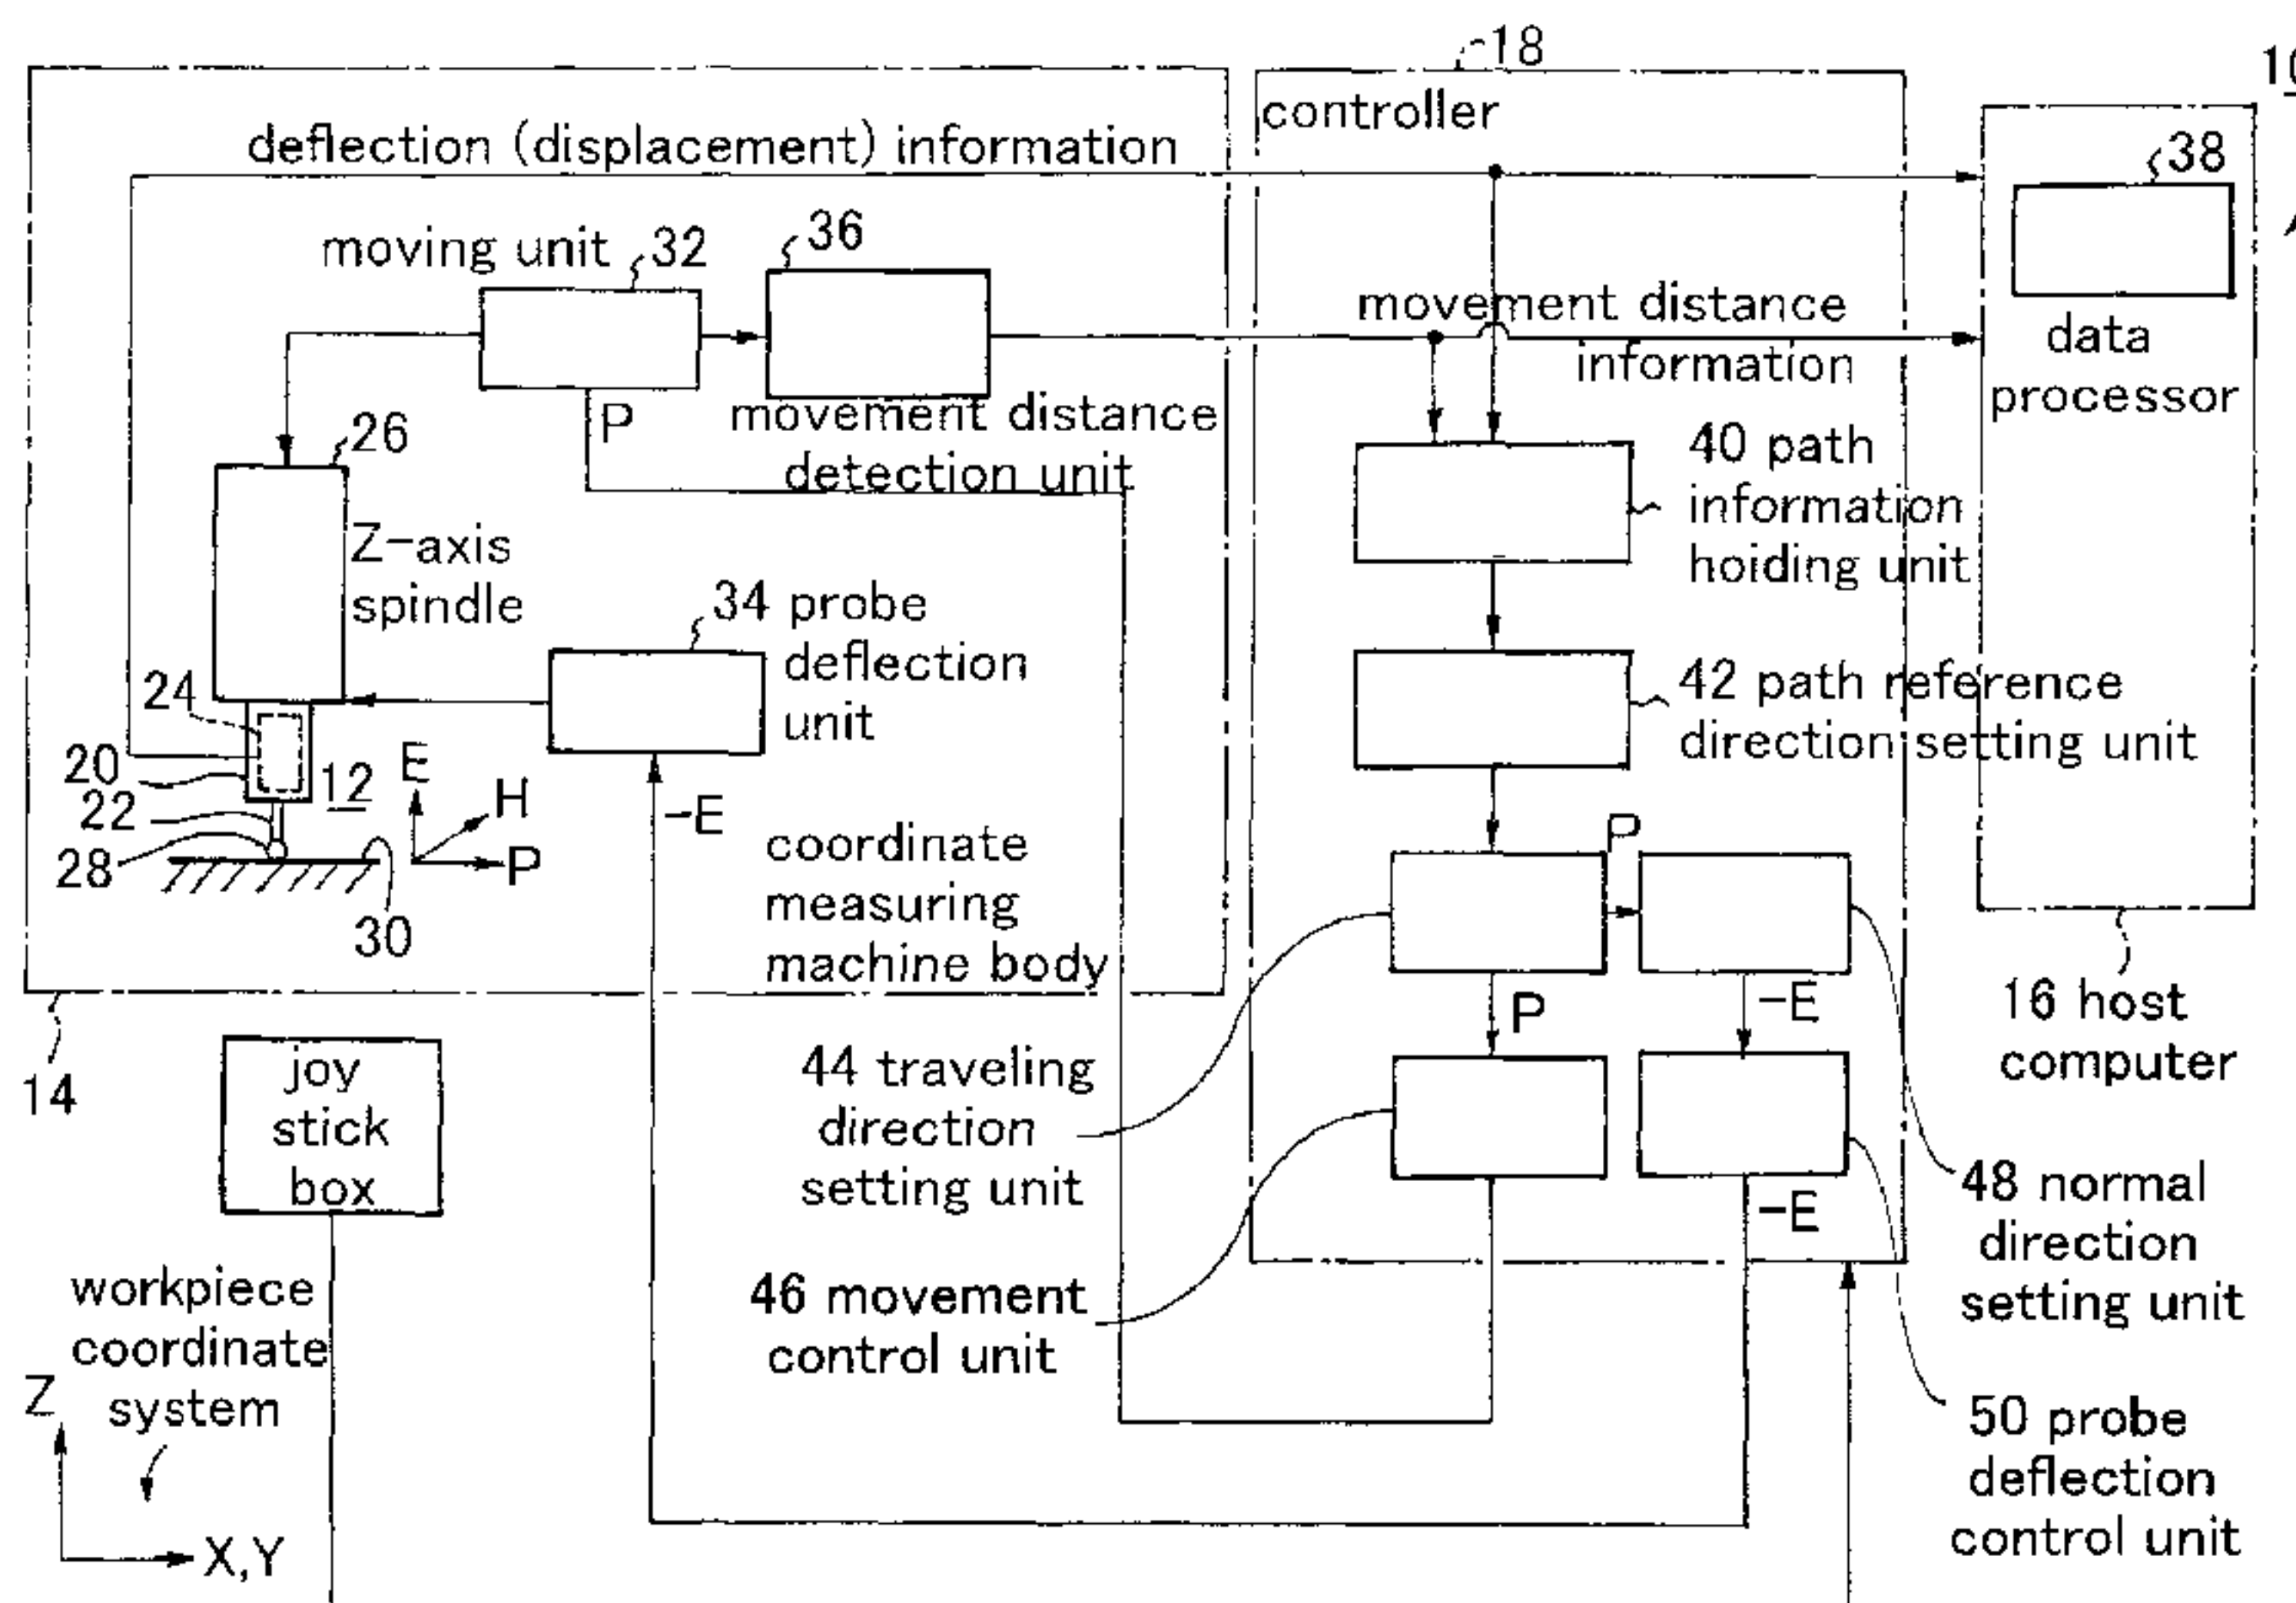 18
10
controller
deflection (displacement) information
38
moving unit 32
36
movement distance
information
data
processor
P
movement distance
detection unit
26
40 path
information
hoiding unit
Z-axis
spindle
34 probe
deflection
unit
24
42 path reference
direction setting unit
20
12
E
H
P
22
28
30
-E
coordinate
measuring
machine body
P
P
-E
16 host
computer
14
joy
stick
box
44 traveling
direction
setting unit
-E
48 normal
direction
setting unit
46 movement
control unit
workpiece
coordinate
system
Z
X,Y
50 probe
deflection
control unit